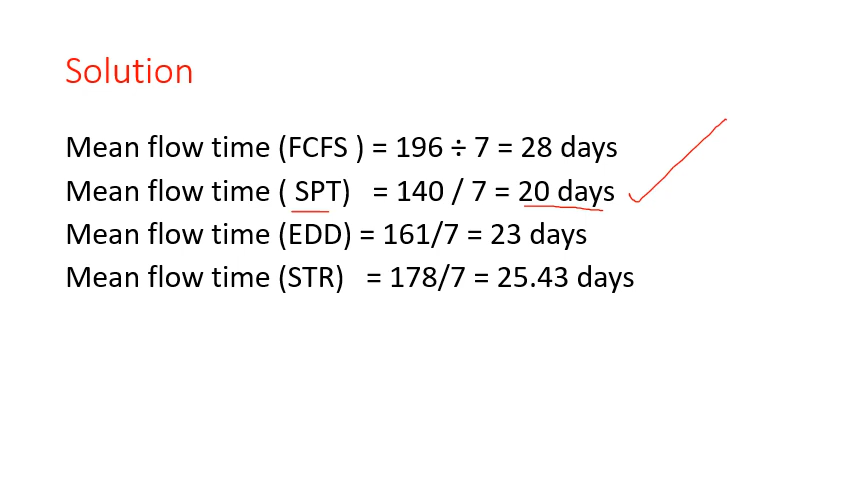 Solution
Mean flow time (FCFS ) = 196 ÷ 7 = 28 days
Mean flow time ( SPT) = 140 / 7 = 20 days
Mean flow time (EDD) = 161/7 = 23 days
Mean flow time (STR) = 178/7 = 25.43 days